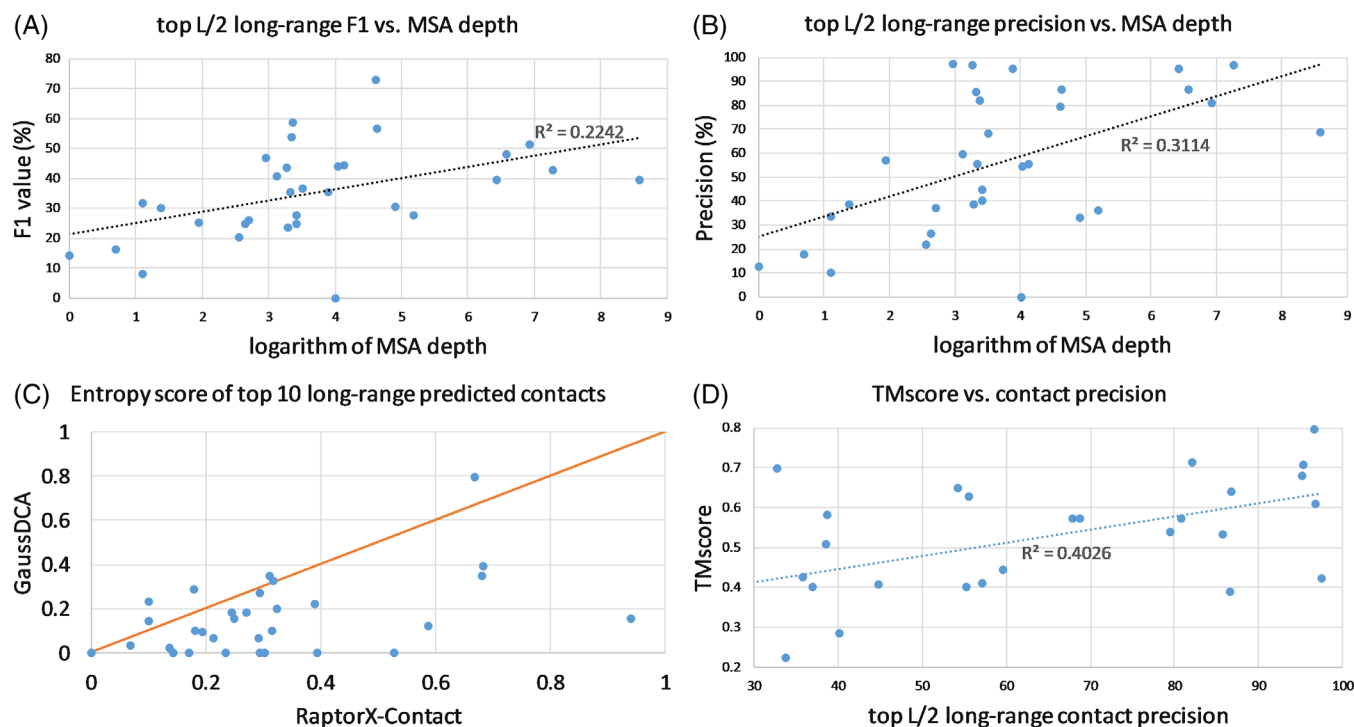 (A) top L/2 long-range F1 vs. MSA depth
80
70
60
50
40
30
20
10
0
F1 value (%)
R² = 0.2242
0 1 2 3 4 5 6 7 8 9
logarithm of MSA depth
(B) top L/2 long-range precision vs. MSA depth
100
90
80
70
60
50
40
30
20
10
0
Precision (%)
R² = 0.3114
0 1 2 3 4 5 6 7 8 9
logarithm of MSA depth
(C) Entropy score of top 10 long-range predicted contacts
1
0.8
0.6
0.4
0.2
0
GaussDCA
0 0.2 0.4 0.6 0.8 1
RaptorX-Contact
(D) TMscore vs. contact precision
0.8
0.7
0.6
0.5
0.4
0.3
0.2
TMscore
R² = 0.4026
30 40 50 60 70 80 90 100
top L/2 long-range contact precision